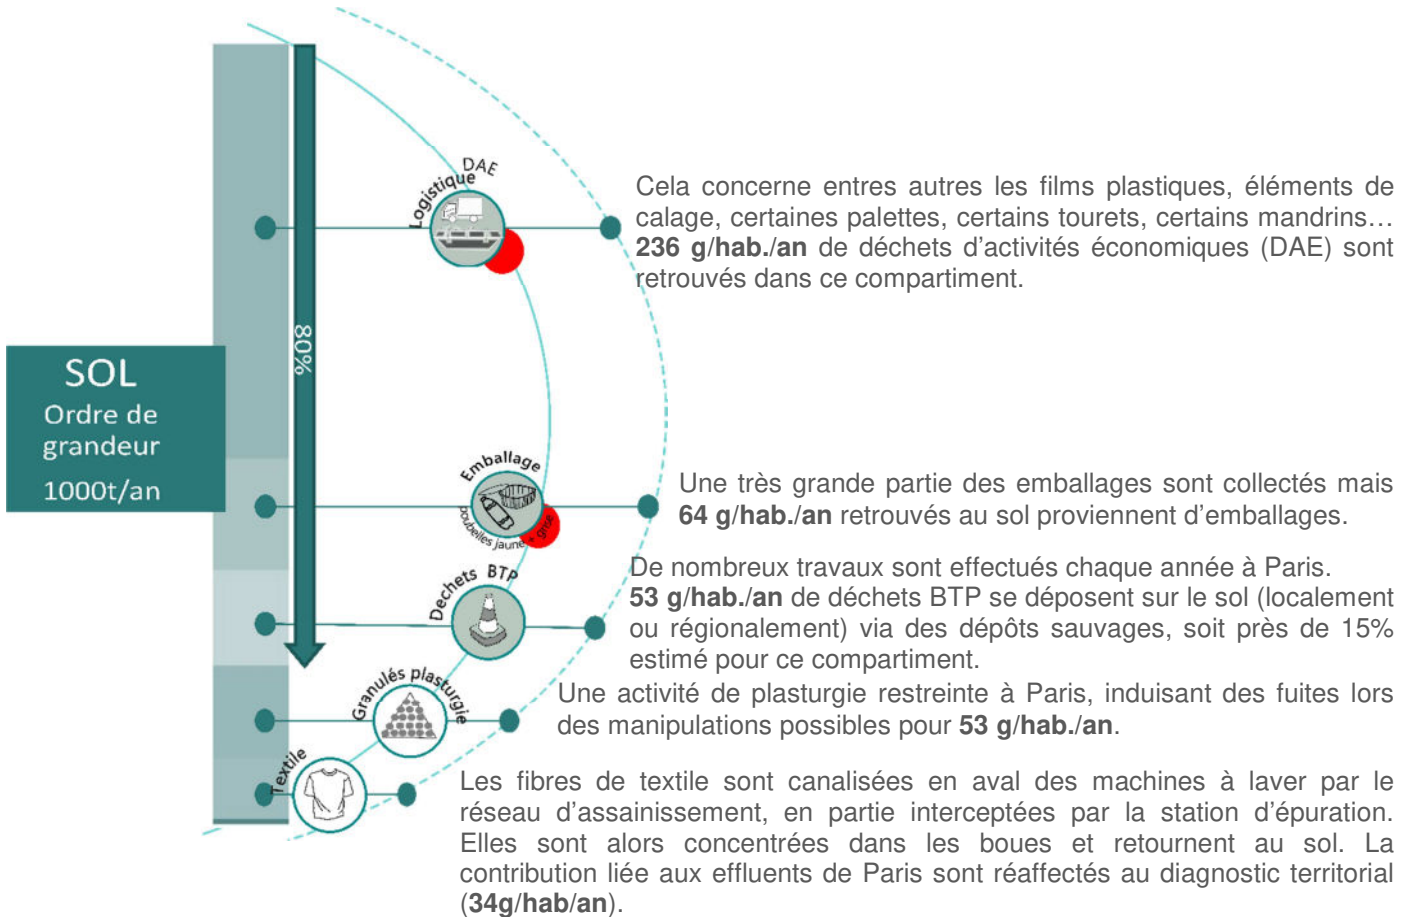 DAE
Logistique
Cela concerne entres autres les films plastiques, éléments de
calage, certaines palettes, certains tourets, certains mandrins…
236 g/hab./an de déchets d'activités économiques (DAE) sont
retrouvés dans ce compartiment.
80%
SOL
Ordre de
grandeur
1000t/an
Emballage
poubelles jaune + grise
Une très grande partie des emballages sont collectés mais
64 g/hab./an retrouvés au sol proviennent d'emballages.
Dechets BTP
De nombreux travaux sont effectués chaque année à Paris.
53 g/hab./an de déchets BTP se déposent sur le sol (localement
ou régionalement) via des dépôts sauvages, soit près de 15%
estimé pour ce compartiment.
Granulés plasturgie
Une activité de plasturgie restreinte à Paris, induisant des fuites lors
des manipulations possibles pour 53 g/hab./an.
Textile
Les fibres de textile sont canalisées en aval des machines à laver par le
réseau d'assainissement, en partie interceptées par la station d'épuration.
Elles sont alors concentrées dans les boues et retournent au sol. La
contribution liée aux effluents de Paris sont réaffectés au diagnostic territorial
(34g/hab/an).